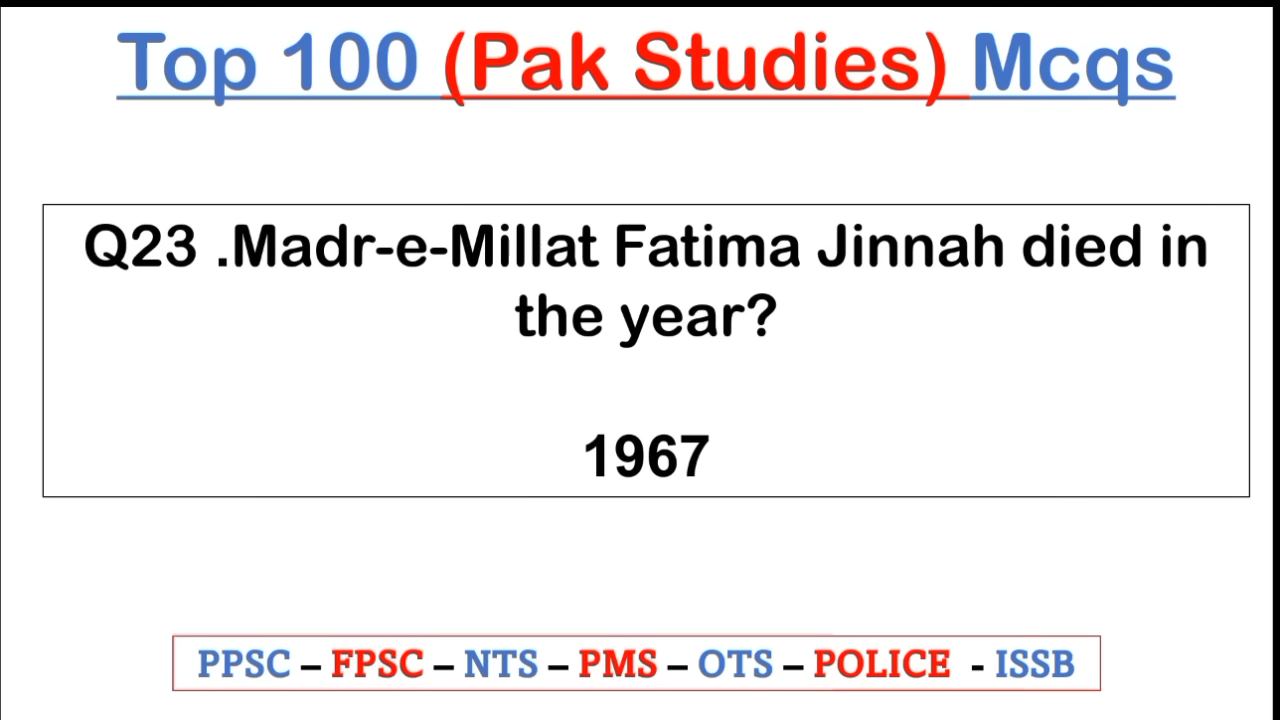 Top 100 (Pak Studies) Mcqs
Q23 .Madr-e-Millat Fatima Jinnah died in
the year?
1967
PPSC – FPSC – NTS – PMS – OTS – POLICE - ISSB